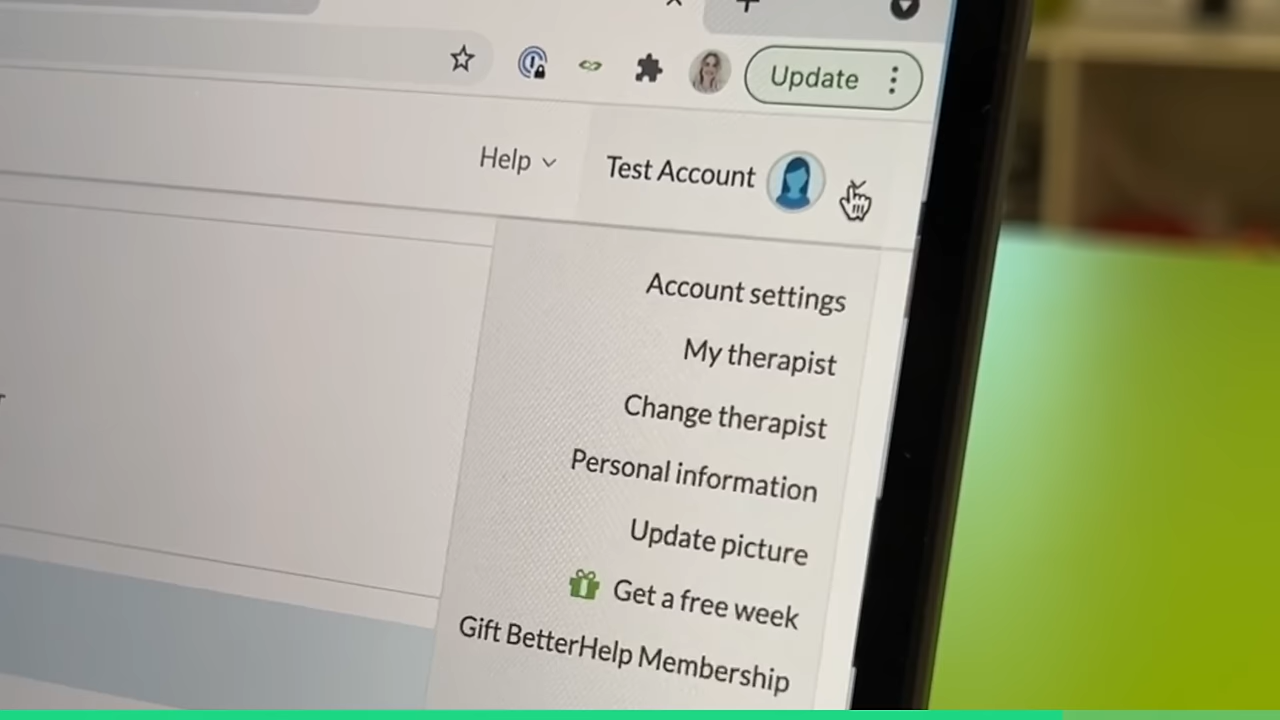 Update
Help
Test Account
Account settings
My therapist
Change therapist
Personal information
Update picture
Get a free week
Gift BetterHelp Membership